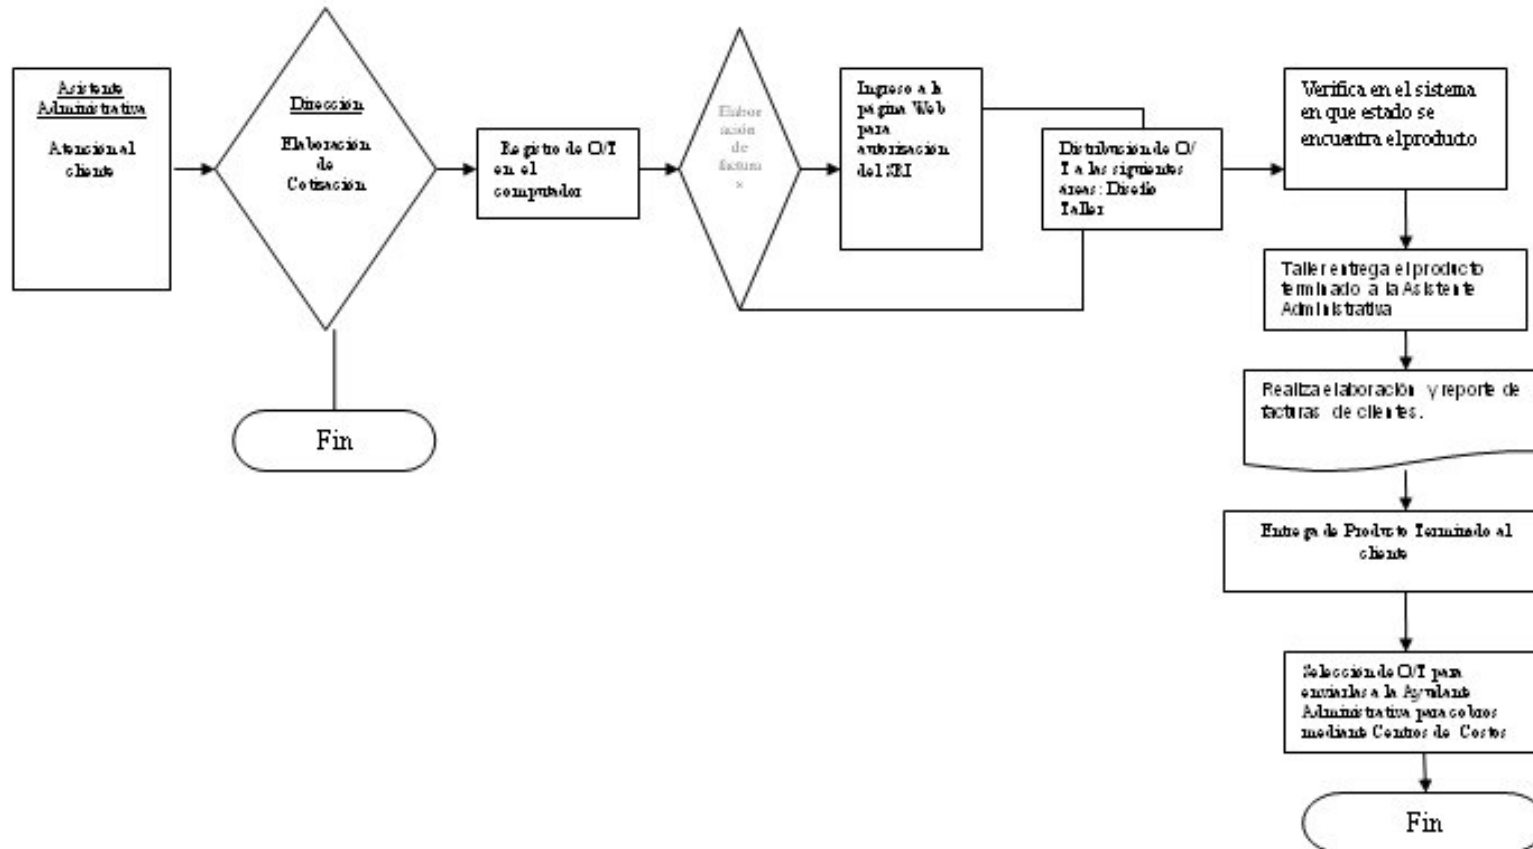 Asistente
Administrativa
Atención al
cliente
Dirección
Elaboración
de
Cotización
Fin
Registro de O/T
en el
computador
Elabor
ación
de
factura
s
Ingreso a la
página Web
para
autorización
del SRI
Distribución de O/
T a las siguientes
áreas: Diseño
Taller
Verifica en el sistema
en que estado se
encuentra el producto
Taller entrega el producto
terminado a la Asistente
Administrativa
Realiza elaboración y reporte de
facturas de clientes.
Entrega de Producto Terminado al
cliente
Selección de O/T para
enviarlas a la Ayudante
Administrativa para cobros
mediante Centros de Costos
Fin